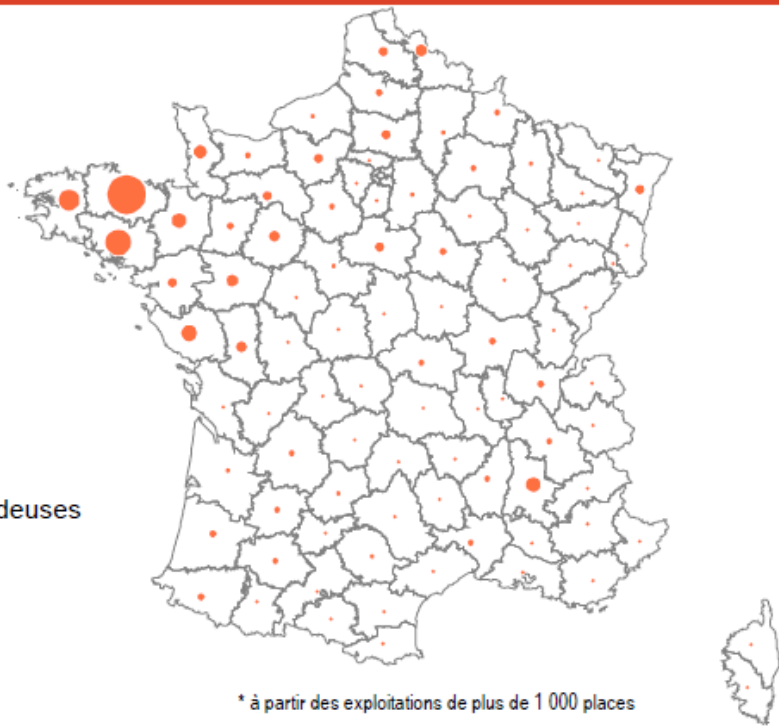 deuses
* à partir des exploitations de plus de 1 000 places